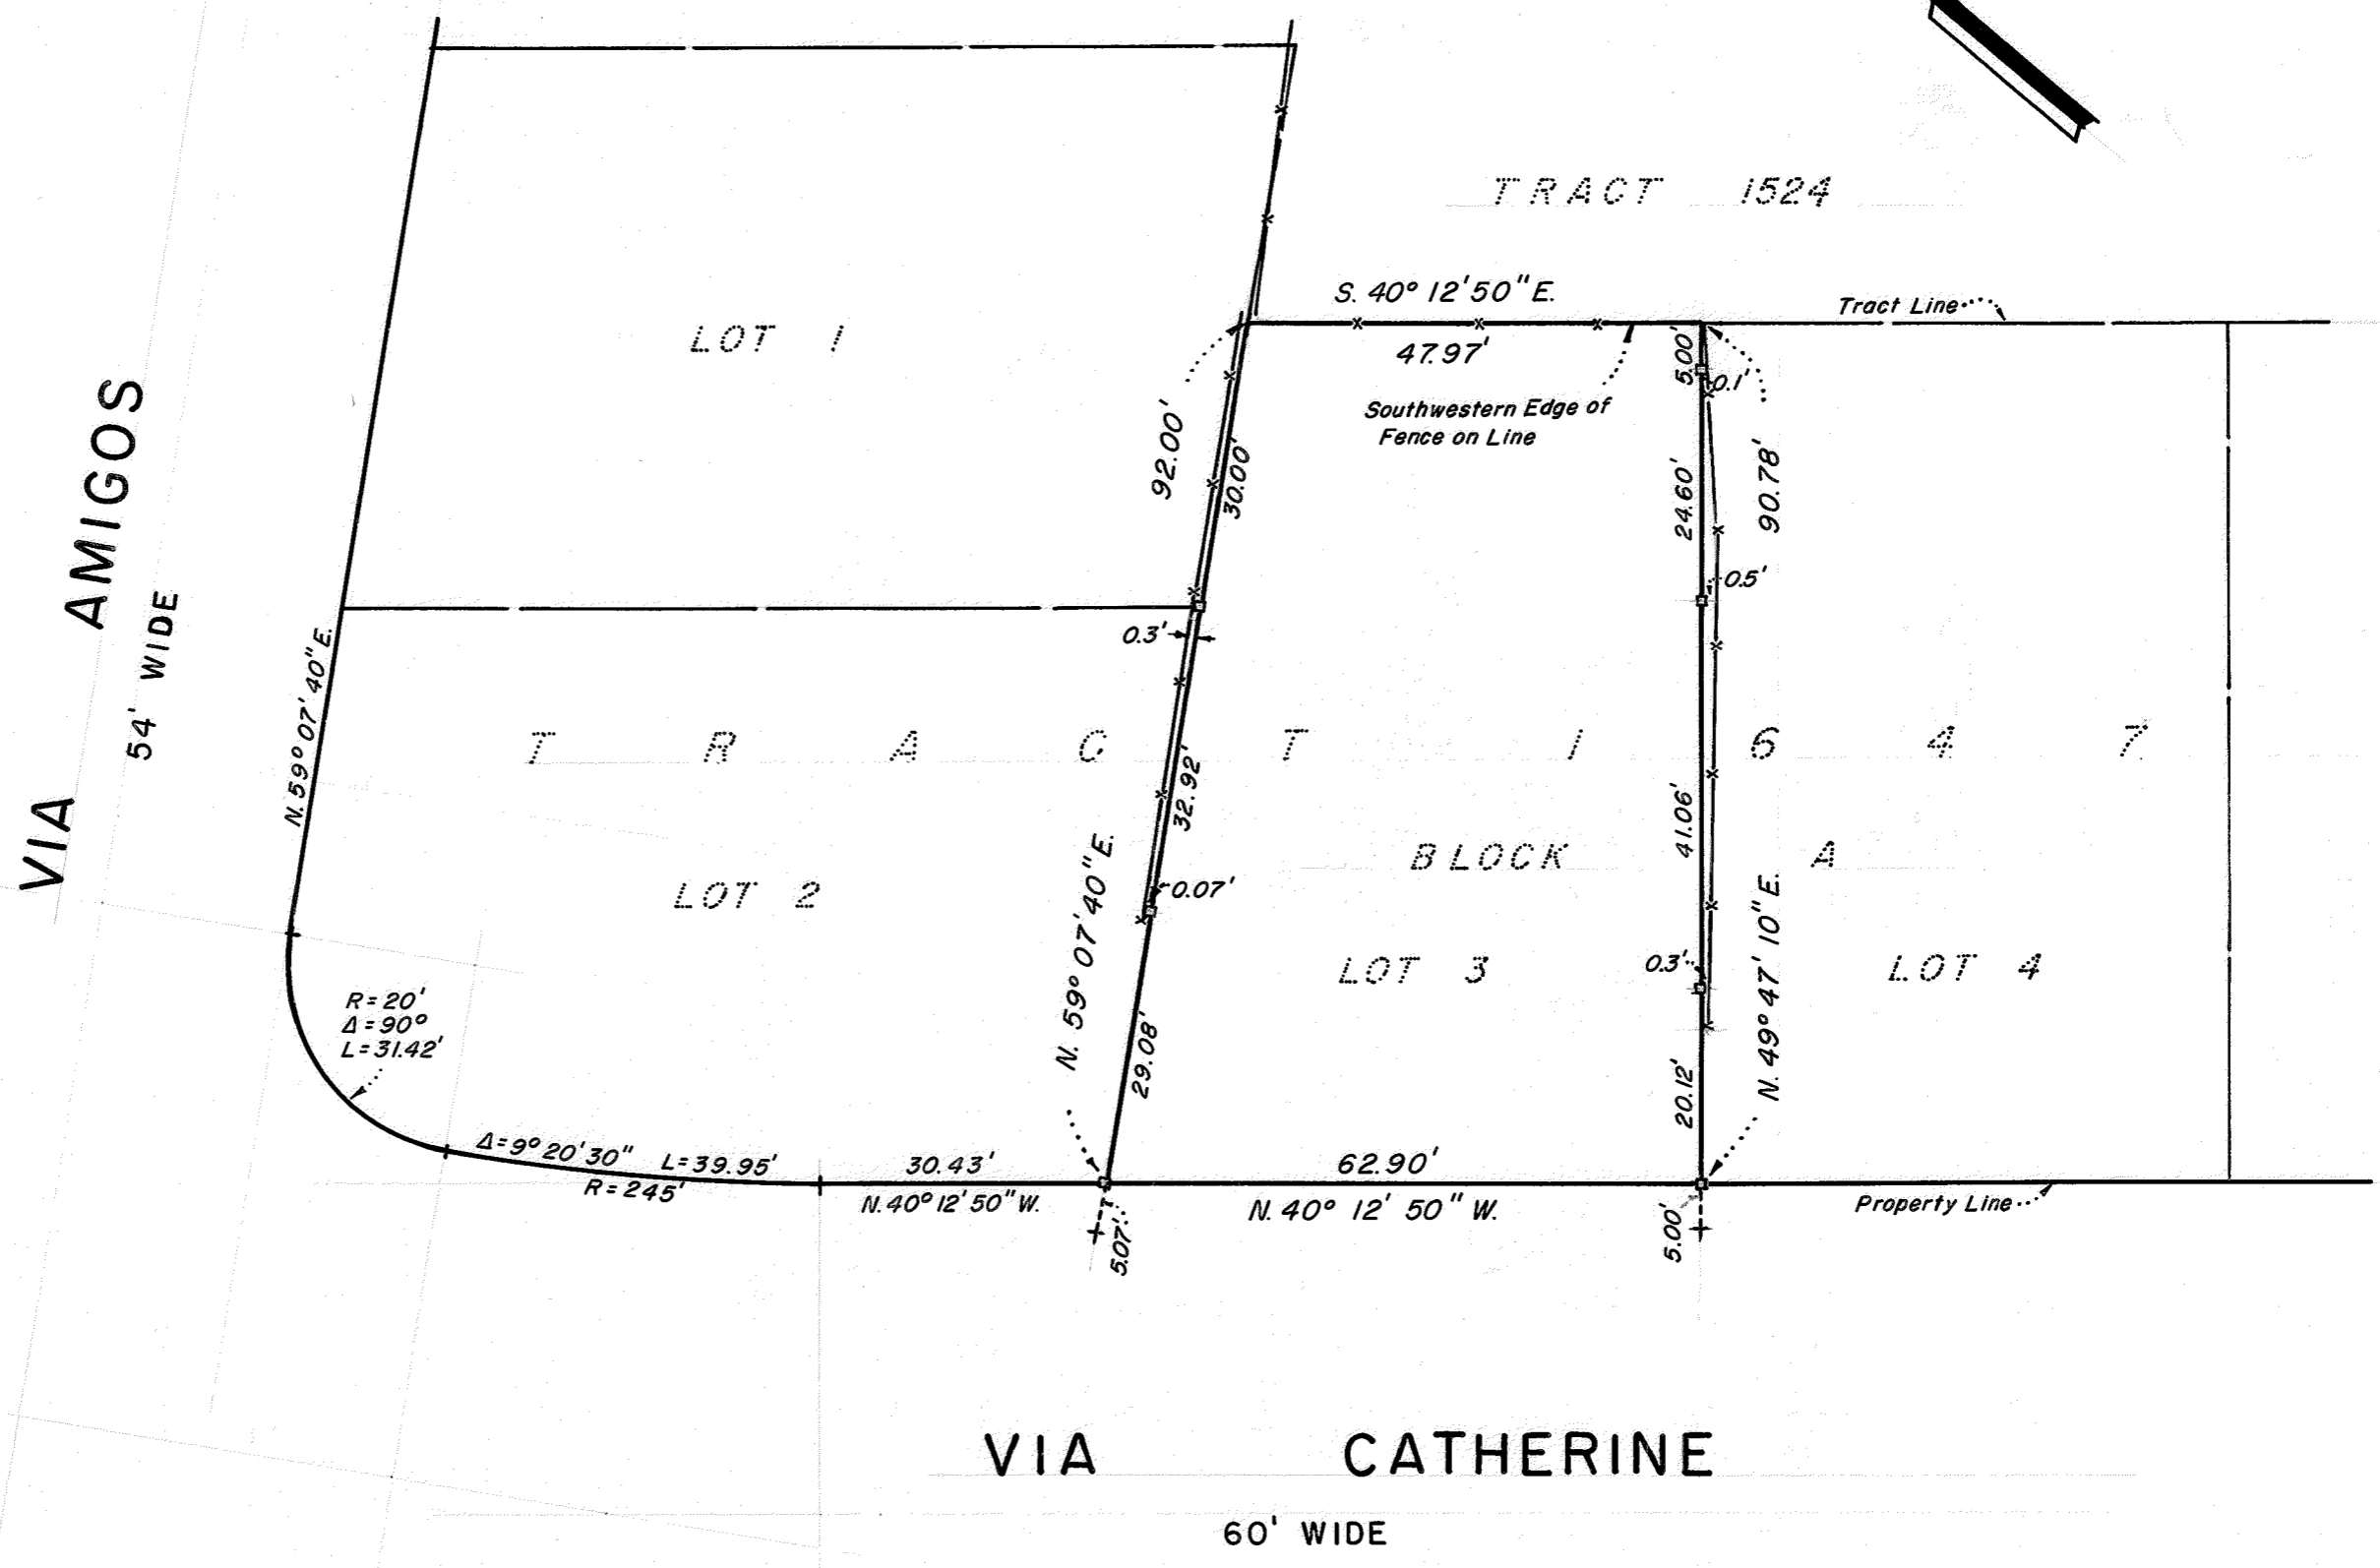 TRACT 1524
S. 40° 12' 50" E.
Tract Line
47.97'
Southwestern Edge of
Fence on Line
LOT 1
VIA AMIGOS
54' WIDE
N. 59° 07' 40" E.
92.00'
30.00'
5.00'
0.1'
24.60'
90.78'
0.5'
0.3'
TRACT 1647
32.92'
41.06'
BLOCK A
LOT 2
0.07'
N. 59° 07' 40" E.
LOT 3
0.3'
N. 49° 47' 10" E.
LOT 4
R = 20'
Δ = 90°
L = 31.42'
29.08'
20.12'
Δ = 9° 20' 30" L = 39.95'
R = 245'
30.43'
N. 40° 12' 50" W.
62.90'
N. 40° 12' 50" W.
Property Line
5.07'
5.00'
VIA CATHERINE
60' WIDE